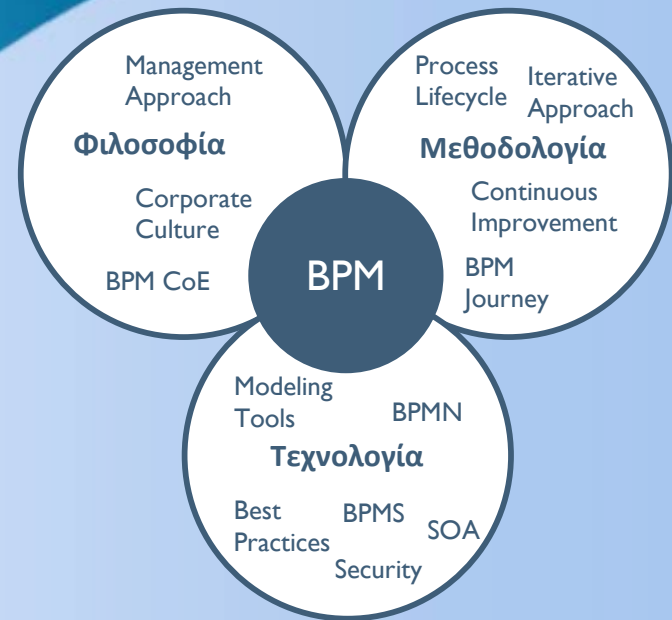 Management
Approach
Φιλοσοφία
Corporate
Culture
BPM CoE
Process
Lifecycle
Iterative
Approach
Μεθοδολογία
Continuous
Improvement
BPM
Journey
BPM
Modeling
Tools
BPMN
Τεχνολογία
Best
Practices
BPMS
SOA
Security